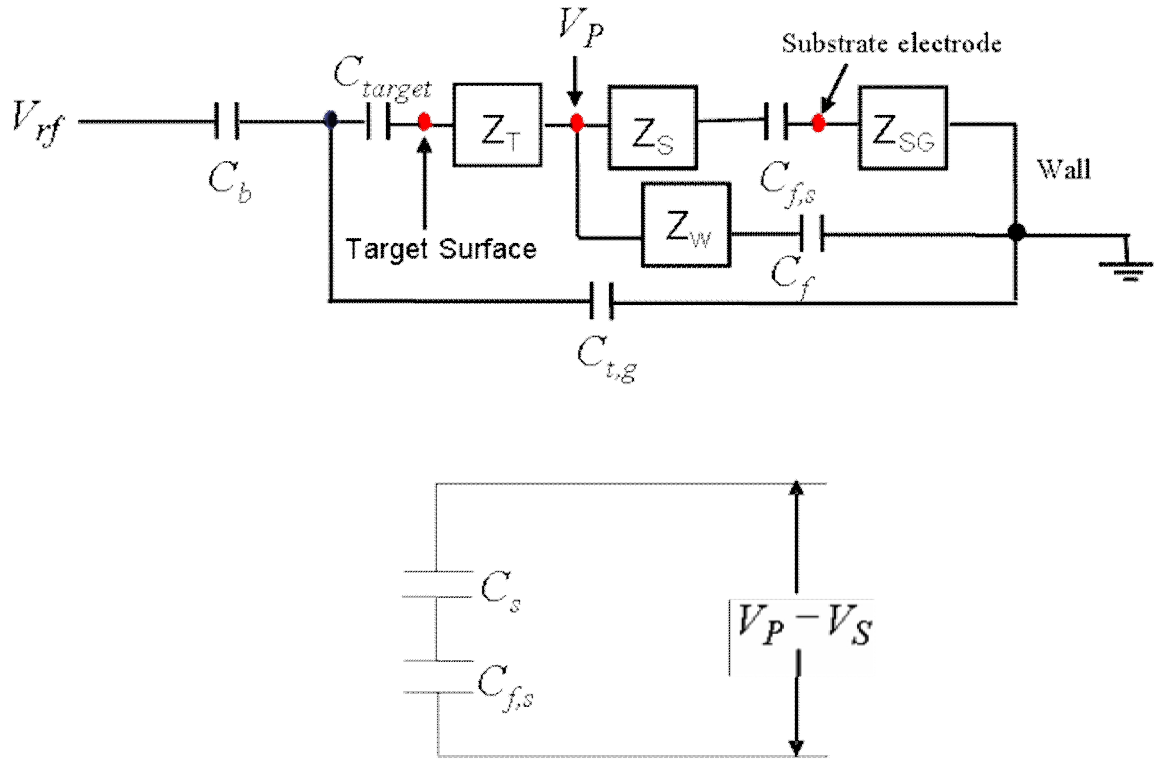 V_P
Substrate electrode
C_target
V_rf
Z_T
Z_S
Z_SG
C_b
C_f,s
Wall
Target Surface
Z_W
C_f
C_t,g
C_s
V_P − V_S
C_f,s